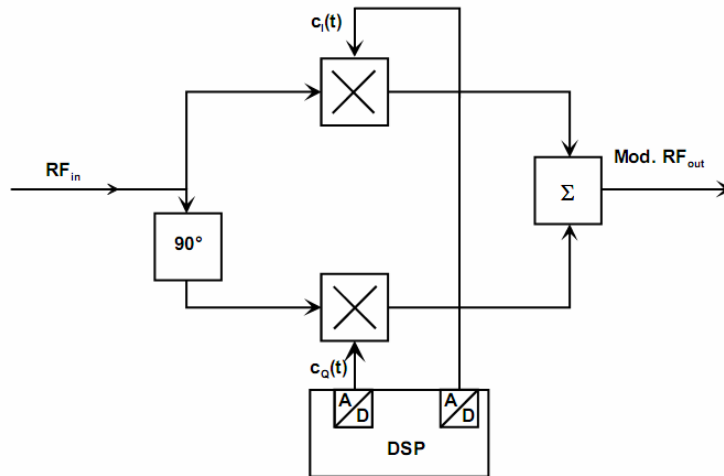 c_I(t)
RF_in
Mod. RF_out
Σ
90°
c_Q(t)
A
D
A
D
DSP